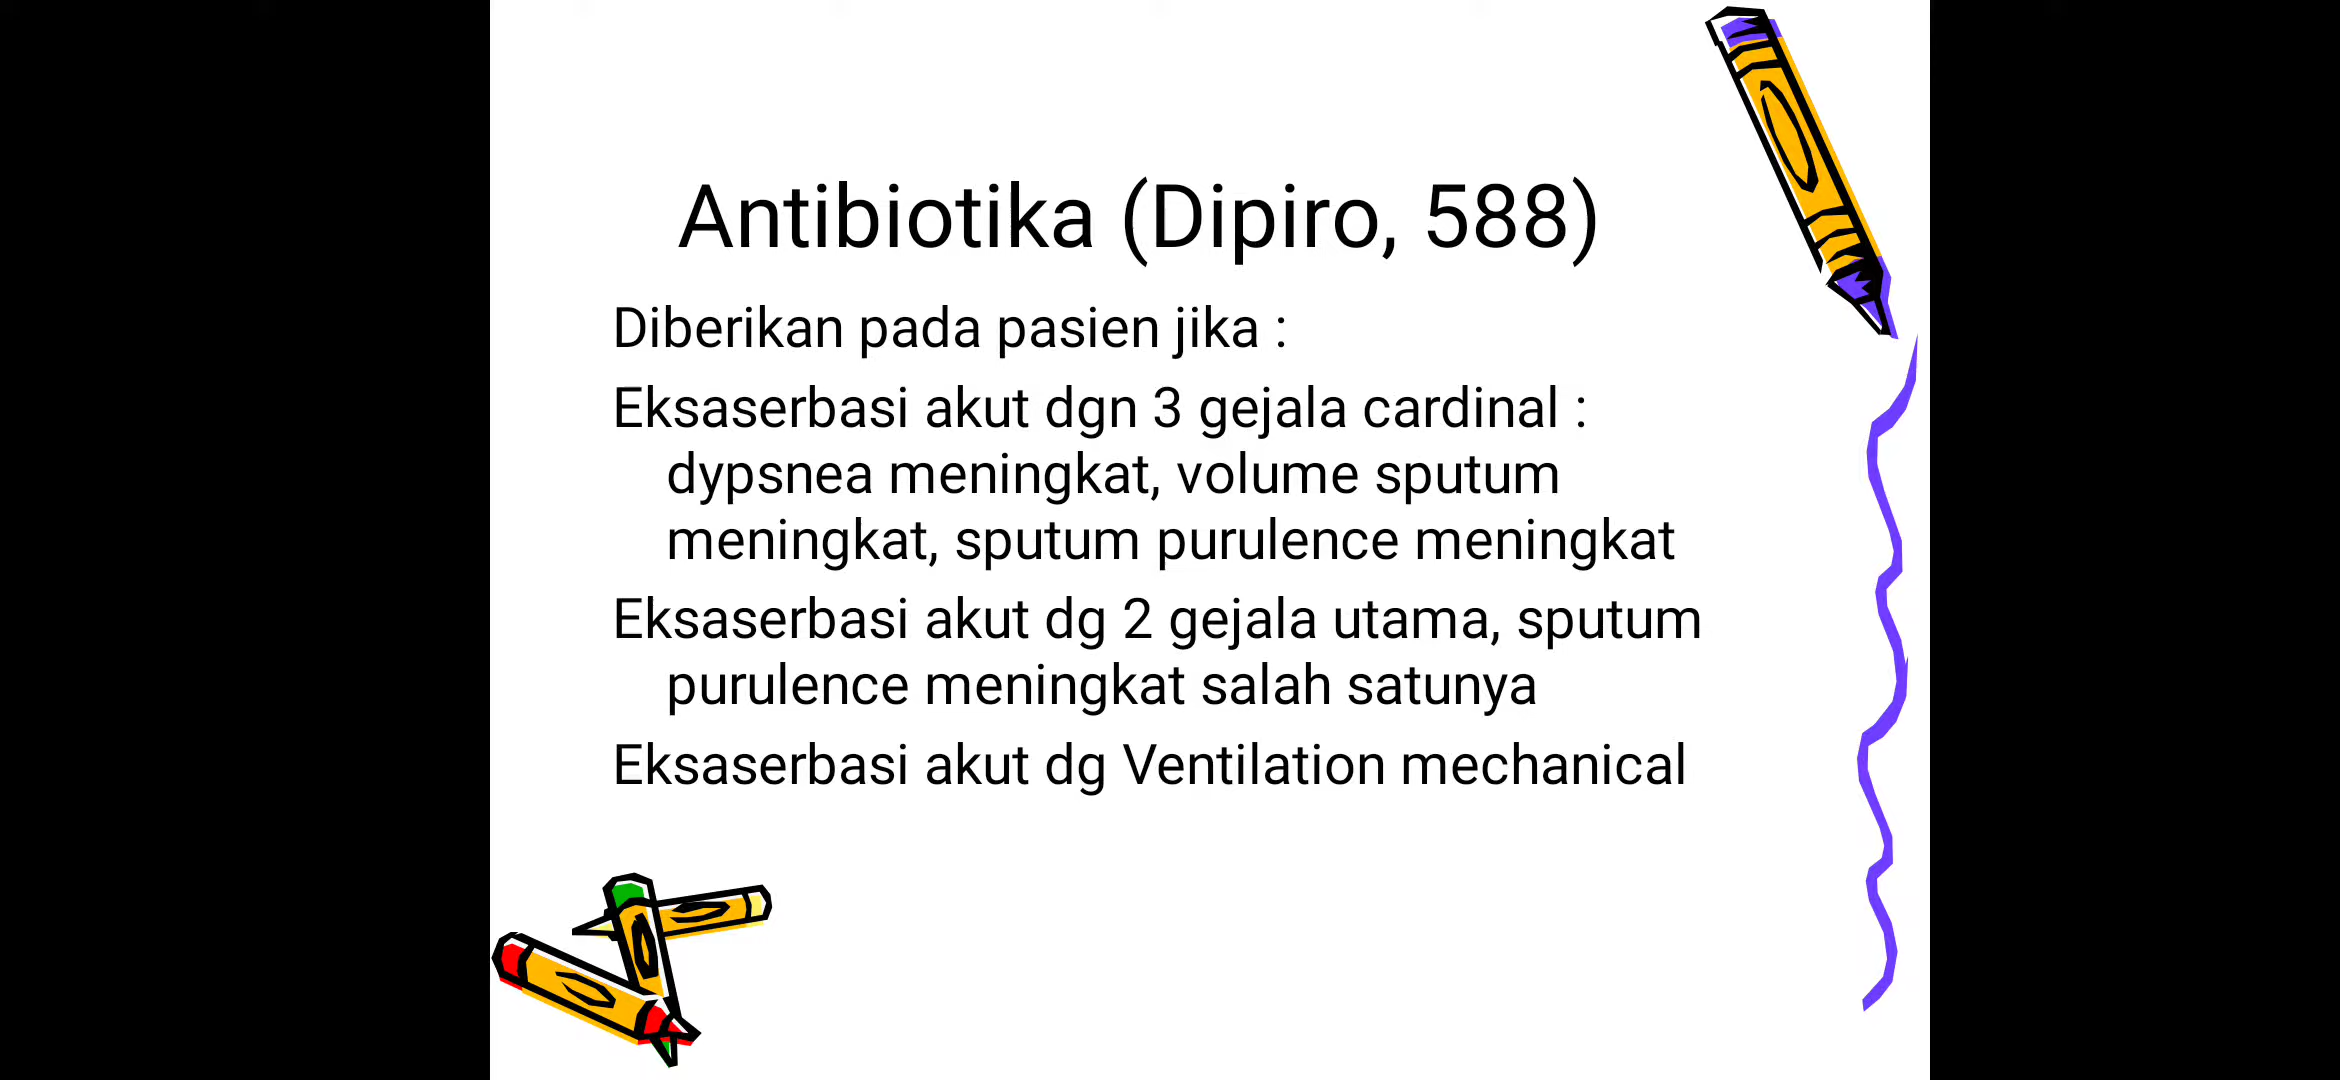 Antibiotika (Dipiro, 588)
Diberikan pada pasien jika :
Eksaserbasi akut dgn 3 gejala cardinal :
dypsnea meningkat, volume sputum
meningkat, sputum purulence meningkat
Eksaserbasi akut dg 2 gejala utama, sputum
purulence meningkat salah satunya
Eksaserbasi akut dg Ventilation mechanical